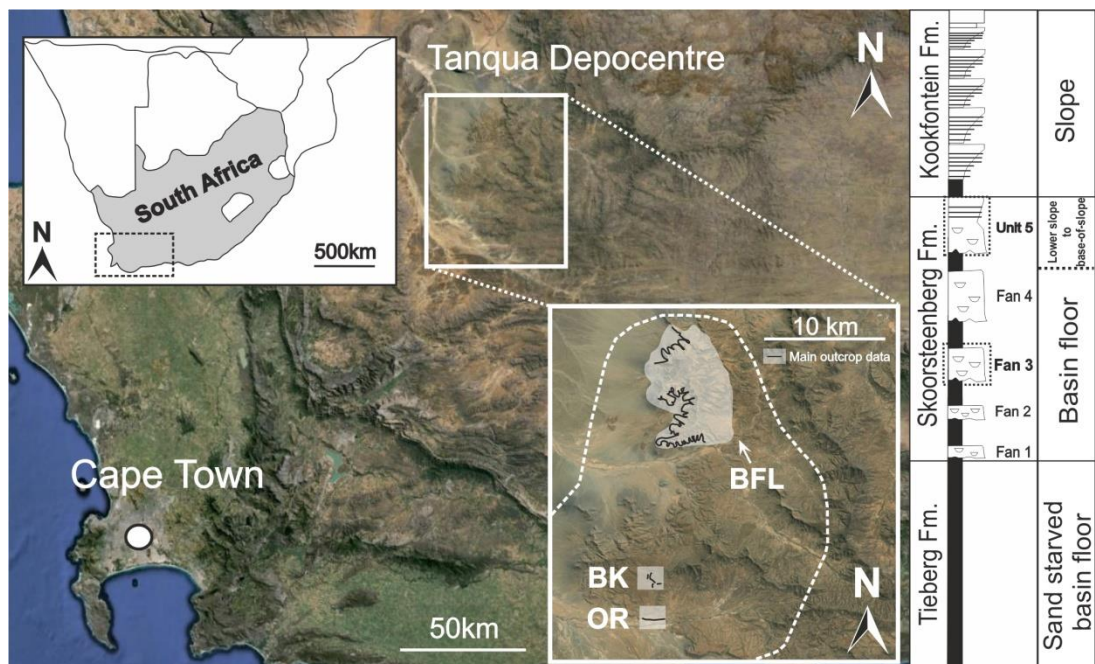 Tanqua Depocentre
N
South Africa
N
500km
Cape Town
50km
10 km
Main outcrop data
BFL
BK
OR
N
Kookfontein Fm.
Slope
Skoorsteenberg Fm.
Unit 5
Lower slope
to
base-of-slope
Fan 4
Fan 3
Fan 2
Fan 1
Basin floor
Tieberg Fm.
Sand starved
basin floor